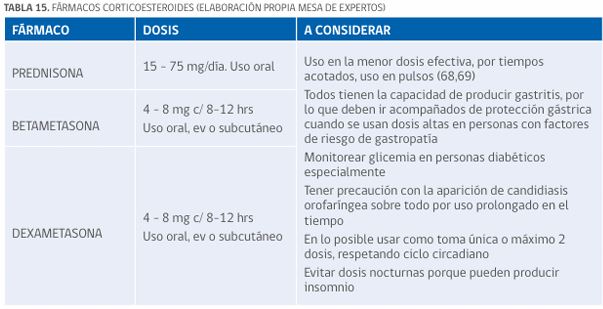 TABLA 15. FÁRMACOS CORTICOESTEROIDES (ELABORACIÓN PROPIA MESA DE EXPERTOS)
FÁRMACO
DOSIS
A CONSIDERAR
PREDNISONA
15 - 75 mg/día. Uso oral
BETAMETASONA
4 - 8 mg c/ 8-12 hrs
Uso oral, ev o subcutáneo
DEXAMETASONA
4 - 8 mg c/ 8-12 hrs
Uso oral, ev o subcutáneo
Uso en la menor dosis efectiva, por tiempos
acotados, uso en pulsos (68,69)
Todos tienen la capacidad de producir gastritis, por
lo que deben ir acompañados de protección gástrica
cuando se usan dosis altas en personas con factores
de riesgo de gastropatía
Monitorear glicemia en personas diabéticos
especialmente
Tener precaución con la aparición de candidiasis
orofaríngea sobre todo por uso prolongado en el
tiempo
En lo posible usar como toma única o máximo 2
dosis, respetando ciclo circadiano
Evitar dosis nocturnas porque pueden producir
insomnio